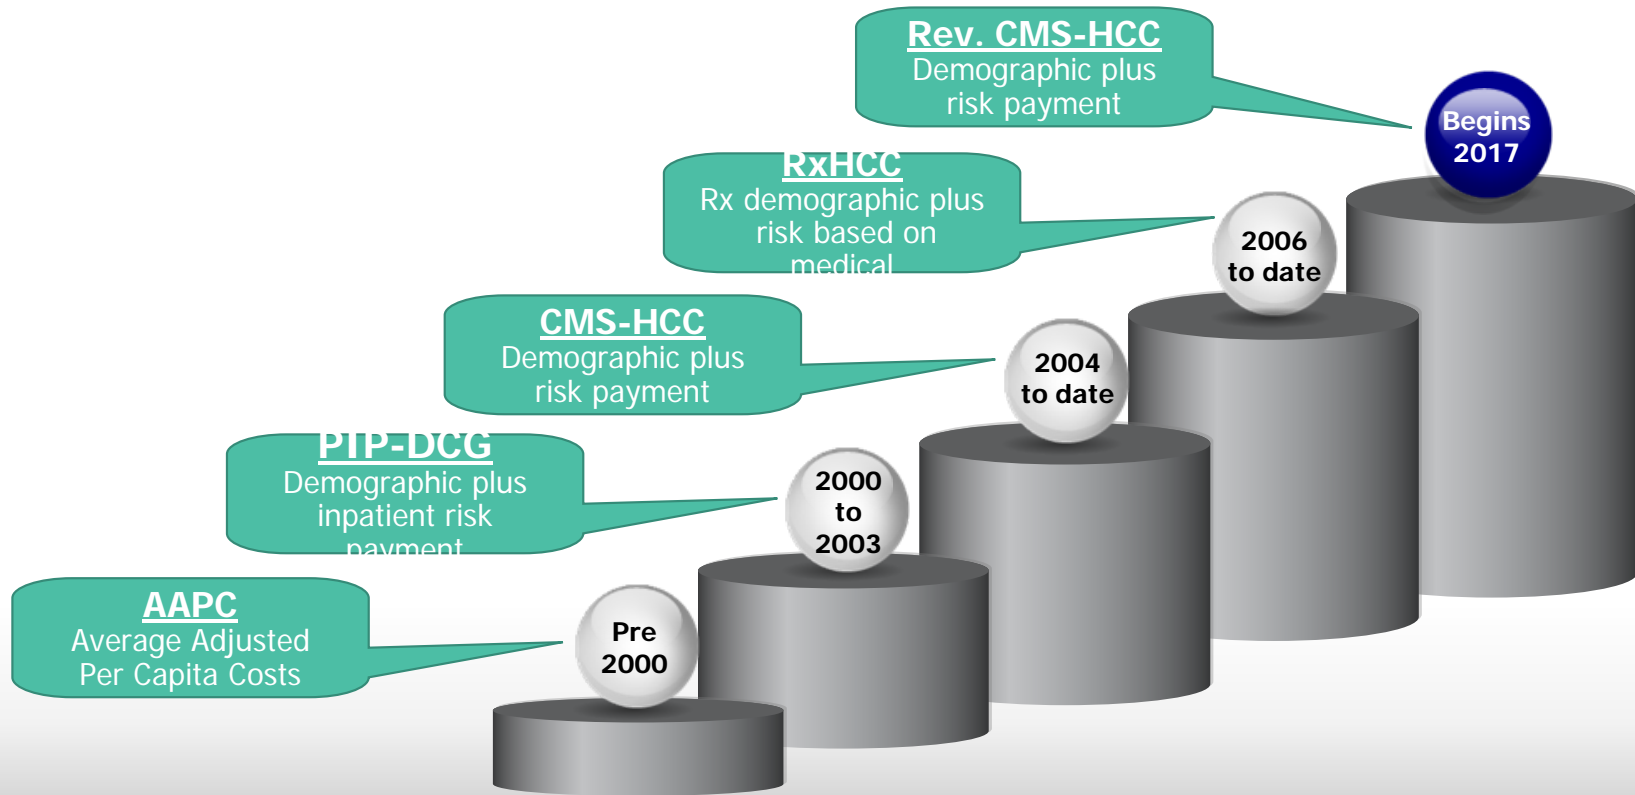 Rev. CMS-HCC
Demographic plus
risk payment
Begins
2017
RxHCC
Rx demographic plus
risk based on
medical
2006
to date
CMS-HCC
Demographic plus
risk payment
2004
to date
PIP-DCG
Demographic plus
inpatient risk
payment
2000
to
2003
AAPC
Average Adjusted
Per Capita Costs
Pre
2000